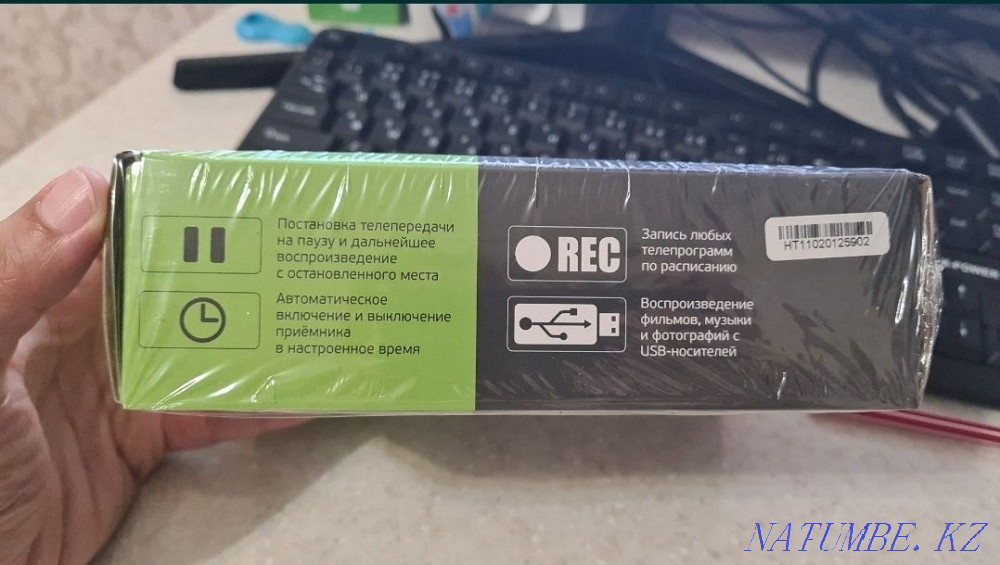 Постановка телепередачи
на паузу и дальнейшее
воспроизведение
с остановленного места
Автоматическое
включение и выключение
приёмника
в настроенное время
REC
Запись любых
телепрограмм
по расписанию
Воспроизведение
фильмов, музыки
и фотографий с
USB-носителей
HT11020125902
X-POWER
NATUMBE.KZ